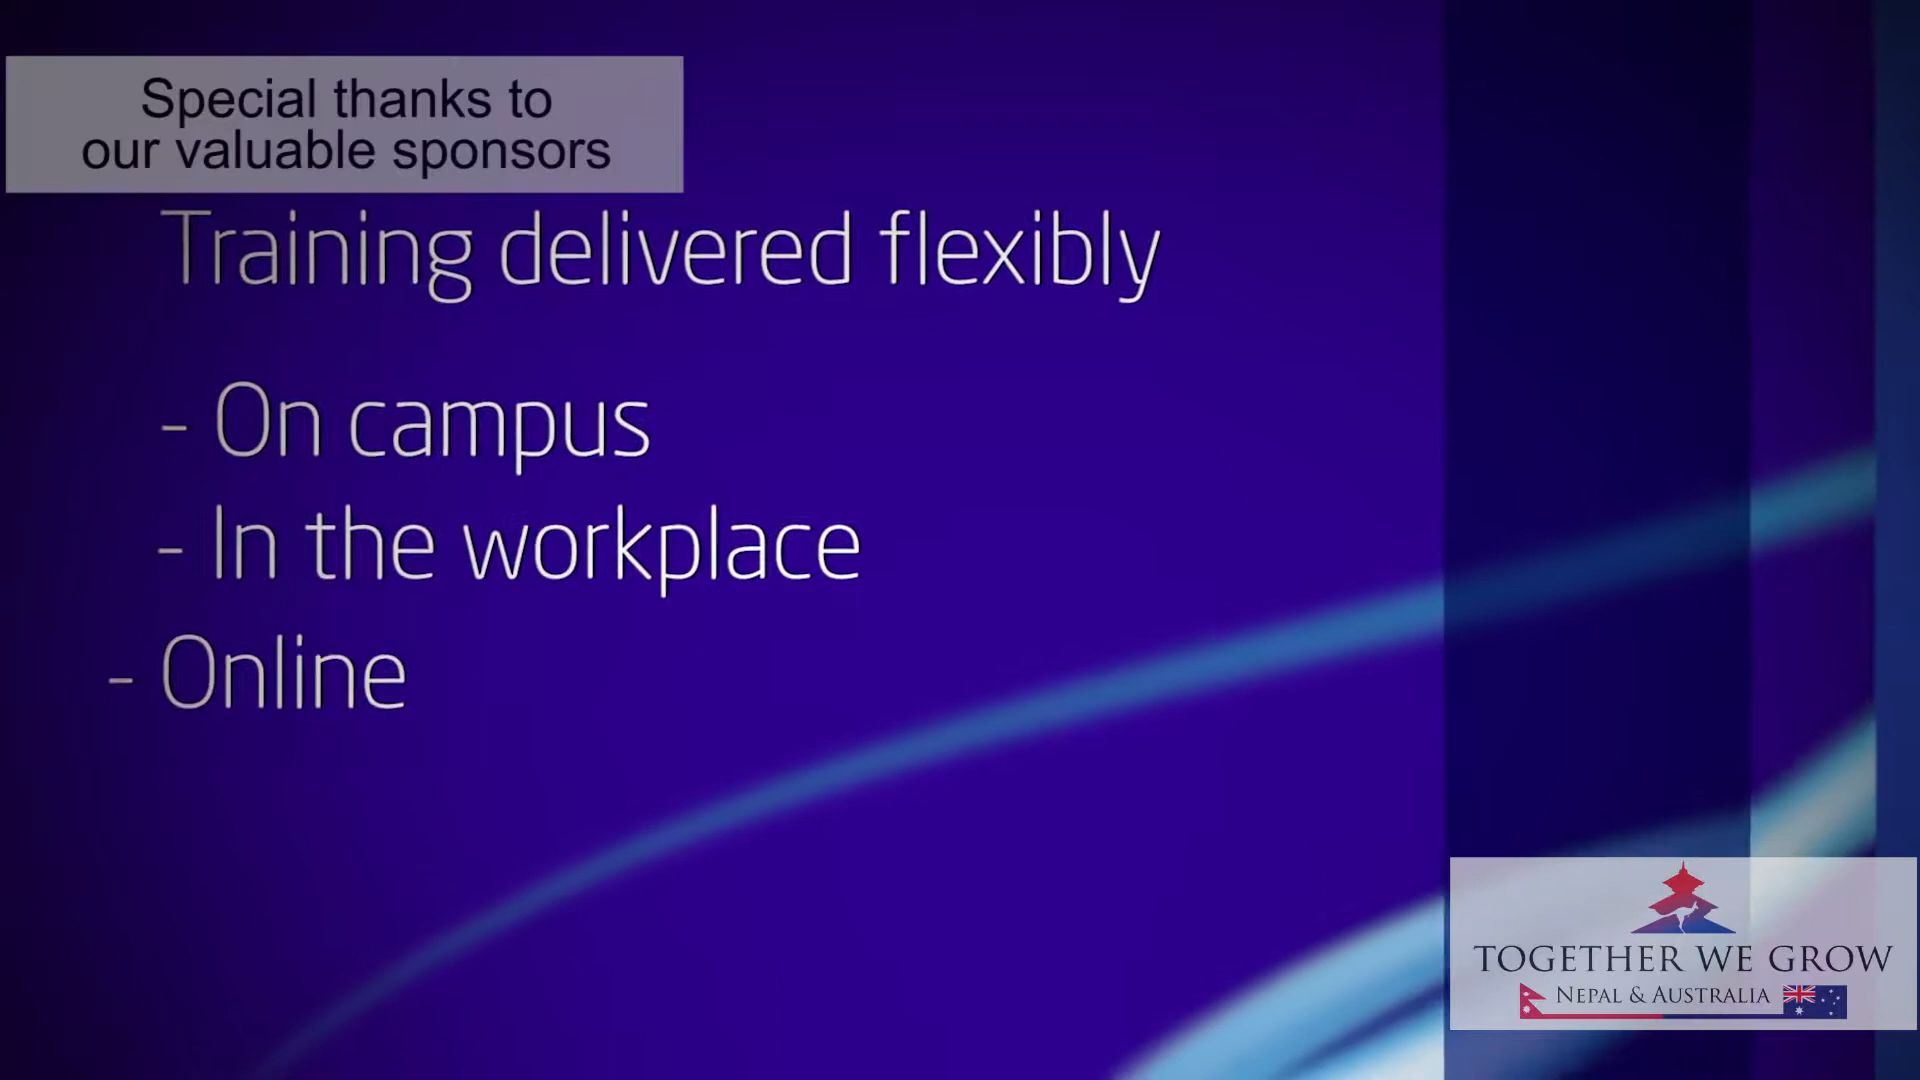 Special thanks to
our valuable sponsors
Training delivered flexibly
- On campus
- In the workplace
- Online
TOGETHER WE GROW
NEPAL & AUSTRALIA